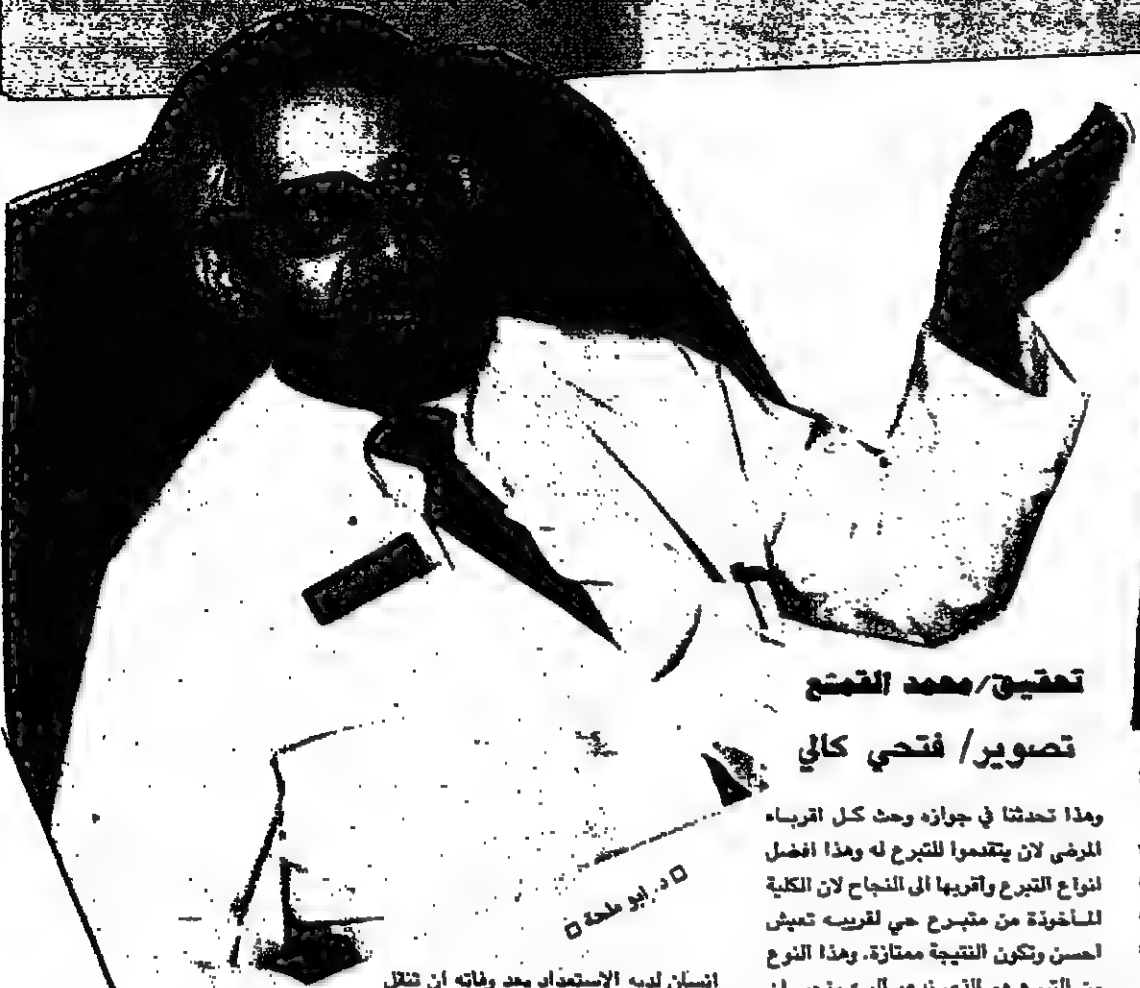 تحقيق/محمد القمتع
تصوير/ فتحي كالي
وهذا تحدثنا في جوازه وحث كل اقرباء
المرضى لان يتقدموا للتبرع له وهذا افضل
انواع التبرع وأقربها الى النجاح لان الكلية
المأخوذة من متبرع حي لقريبه تعيش
احسن وتكون النتيجة ممتازة. وهذا النوع
□ د. ابو طلحة □
انسان لديه الاستعداد بعد وفاته ان تنقل